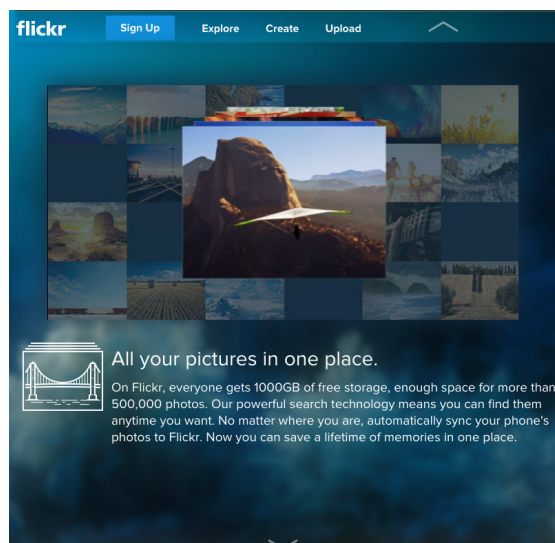 flickr Sign Up Explore Create Upload
All your pictures in one place.
On Flickr, everyone gets 1000GB of free storage, enough space for more than
500,000 photos. Our powerful search technology means you can find them
anytime you want. No matter where you are, automatically sync your phone's
photos to Flickr. Now you can save a lifetime of memories in one place.